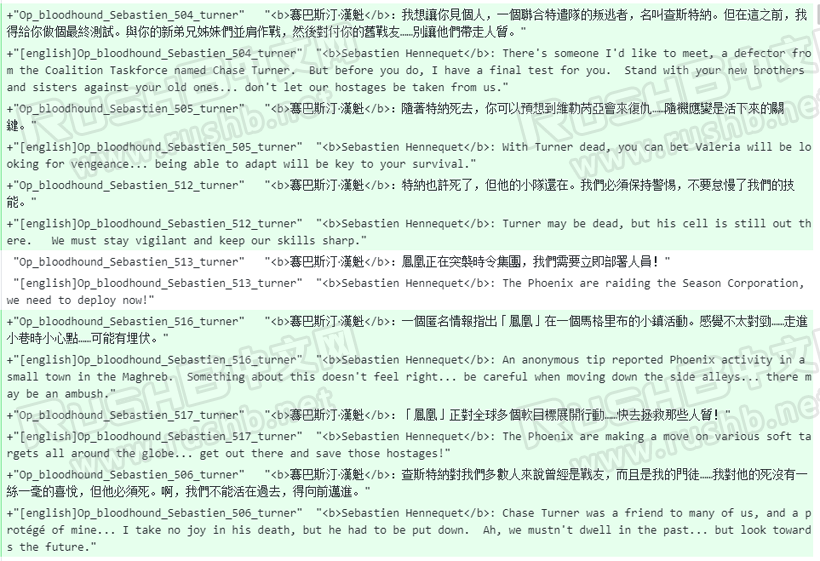 +"Op_bloodhound_Sebastien_504_turner"   "<b>賽巴斯汀·漢魁</b>: 我想讓你見個人，一個聯合特遣隊的叛逃者，名叫查斯特納。但在這之前，我
得給你做個最終測試。與你的新弟兄姊妹們並肩作戰，然後對付你的舊戰友……別讓他們帶走人質。"
+"[english]Op_bloodhound_Sebastien_504_turner"  "<b>Sebastien Hennequet</b>: There's someone I'd like to meet, a defector fro
m the Coalition Taskforce named Chase Turner.  But before you do, I have a final test for you.  Stand with your new brothers
and sisters against your old ones... don't let our hostages be taken from us."
+"Op_bloodhound_Sebastien_505_turner"   "<b>賽巴斯汀·漢魁</b>: 隨著特納死去，你可以預想到維勒芮亞會來復仇……隨機應變是活下來的關
鍵。"
+"[english]Op_bloodhound_Sebastien_505_turner"  "<b>Sebastien Hennequet</b>: With Turner dead, you can bet Valeria will be lo
oking for vengeance... being able to adapt will be key to your survival."
+"Op_bloodhound_Sebastien_512_turner"   "<b>賽巴斯汀·漢魁</b>: 特納也許死了，但他的小隊還在。我們必須保持警惕，不要怠慢了我們的技
能。"
+"[english]Op_bloodhound_Sebastien_512_turner"  "<b>Sebastien Hennequet</b>: Turner may be dead, but his cell is still out th
ere.   We must stay vigilant and keep our skills sharp."
"Op_bloodhound_Sebastien_513_turner"   "<b>賽巴斯汀·漢魁</b>: 鳳凰正在突襲時令集團，我們需要立即部署人員！"
"[english]Op_bloodhound_Sebastien_513_turner"  "<b>Sebastien Hennequet</b>: The Phoenix are raiding the Season Corporation,
we need to deploy now!"
+"Op_bloodhound_Sebastien_516_turner"   "<b>賽巴斯汀·漢魁</b>: 一個匿名情報指出「鳳凰」在一個馬格里布的小鎮活動。感覺不太對勁……走進
小巷時小心點……可能有埋伏。"
+"[english]Op_bloodhound_Sebastien_516_turner"  "<b>Sebastien Hennequet</b>: An anonymous tip reported Phoenix activity in a
small town in the Maghreb.  Something about this doesn't feel right... be careful when moving down the side alleys... there m
ay be an ambush."
+"Op_bloodhound_Sebastien_517_turner"   "<b>賽巴斯汀·漢魁</b>: 「鳳凰」正對全球多個軟目標展開行動……快去拯救那些人質！"
+"[english]Op_bloodhound_Sebastien_517_turner"  "<b>Sebastien Hennequet</b>: The Phoenix are making a move on various soft ta
rgets all around the globe... get out there and save those hostages!"
+"Op_bloodhound_Sebastien_506_turner"   "<b>賽巴斯汀·漢魁</b>: 查斯特納對我們多數人來說曾經是戰友，而且是我的門徒……我對他的死沒有一
絲一毫的喜悅，但他必須死。啊，我們不能活在過去，得向前邁進。"
+"[english]Op_bloodhound_Sebastien_506_turner"  "<b>Sebastien Hennequet</b>: Chase Turner was a friend to many of us, and a p
rotégé of mine... I take no joy in his death, but he had to be put down.  Ah, we mustn't dwell in the past... but look toward
s the future."